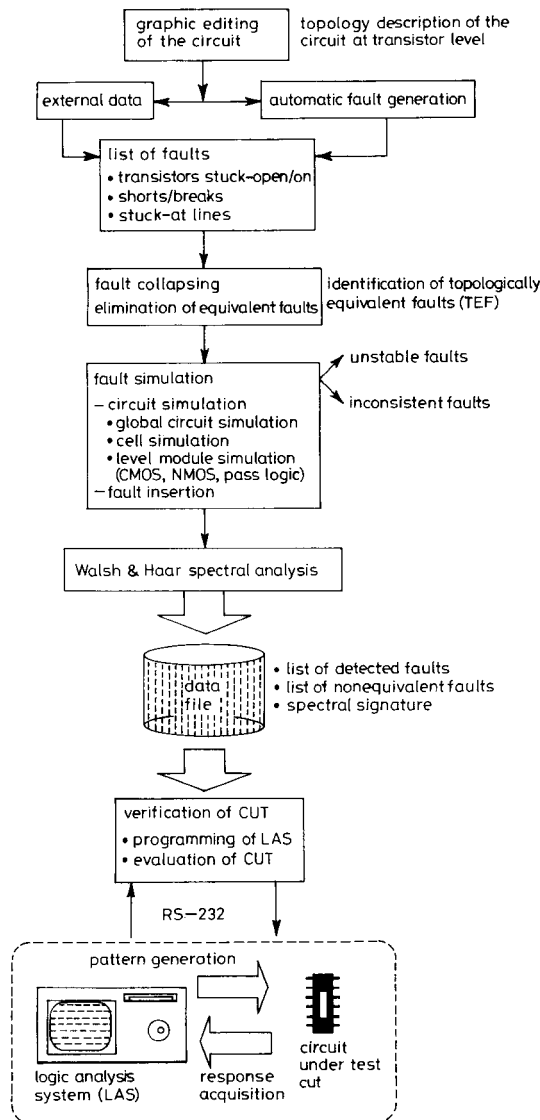 graphic editing
of the circuit
topology description of the
circuit at transistor level
external data
automatic fault generation
list of faults
• transistors stuck-open/on
• shorts/breaks
• stuck-at lines
fault collapsing
elimination of equivalent faults
identification of topologically
equivalent faults (TEF)
fault simulation
– circuit simulation
• global circuit simulation
• cell simulation
• level module simulation
(CMOS, NMOS, pass logic)
– fault insertion
unstable faults
inconsistent faults
Walsh & Haar spectral analysis
data
file
• list of detected faults
• list of nonequivalent faults
• spectral signature
verification of CUT
• programming of LAS
• evaluation of CUT
RS–232
pattern generation
logic analysis
system (LAS)
response
acquisition
circuit
under test
cut